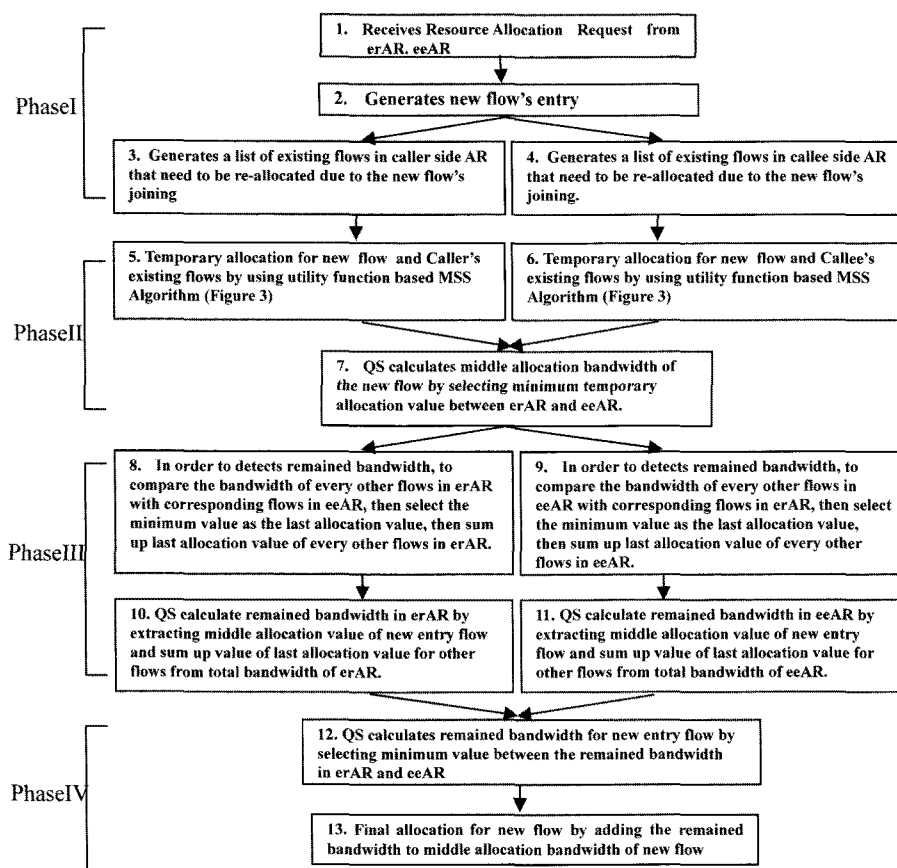 1. Receives Resource Allocation Request from
erAR. eeAR
PhaseI
2. Generates new flow's entry
3. Generates a list of existing flows in caller side AR
that need to be re-allocated due to the new flow's
joining
4. Generates a list of existing flows in callee side AR
that need to be re-allocated due to the new flow's
joining.
5. Temporary allocation for new flow and Caller's
existing flows by using utility function based MSS
Algorithm (Figure 3)
6. Temporary allocation for new flow and Callee's
existing flows by using utility function based MSS
Algorithm (Figure 3)
PhaseII
7. QS calculates middle allocation bandwidth of
the new flow by selecting minimum temporary
allocation value between erAR and eeAR.
8. In order to detects remained bandwidth, to
compare the bandwidth of every other flows in erAR
with corresponding flows in eeAR, then select the
minimum value as the last allocation value, then sum
up last allocation value of every other flows in erAR.
9. In order to detects remained bandwidth, to
compare the bandwidth of every other flows in
eeAR with corresponding flows in erAR, then select
the minimum value as the last allocation value,
then sum up last allocation value of every other
flows in eeAR.
PhaseIII
10. QS calculate remained bandwidth in erAR by
extracting middle allocation value of new entry flow
and sum up value of last allocation value for other
flows from total bandwidth of erAR.
11. QS calculate remained bandwidth in eeAR by
extracting middle allocation value of new entry
flow and sum up value of last allocation value for
other flows from total bandwidth of eeAR.
12. QS calculates remained bandwidth for new entry flow by
selecting minimum value between the remained bandwidth
in erAR and eeAR
PhaseIV
13. Final allocation for new flow by adding the remained
bandwidth to middle allocation bandwidth of new flow